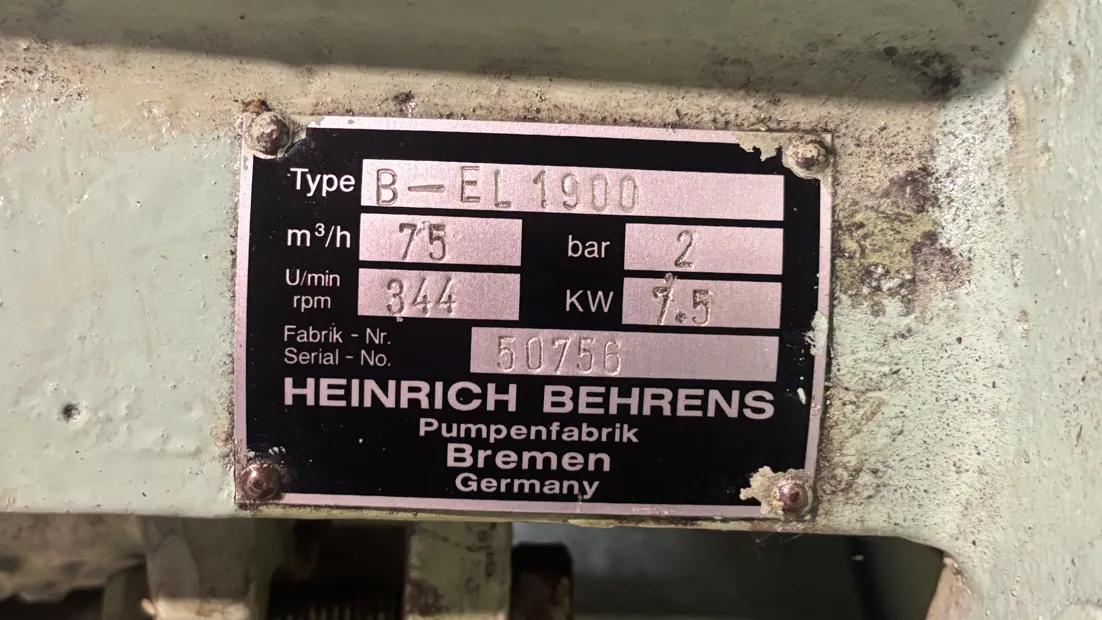 Type B-EL 1900
m³/h 75 bar 2
U/min
rpm 344 KW 7.5
Fabrik - Nr.
Serial - No. 50756
HEINRICH BEHRENS
Pumpenfabrik
Bremen
Germany